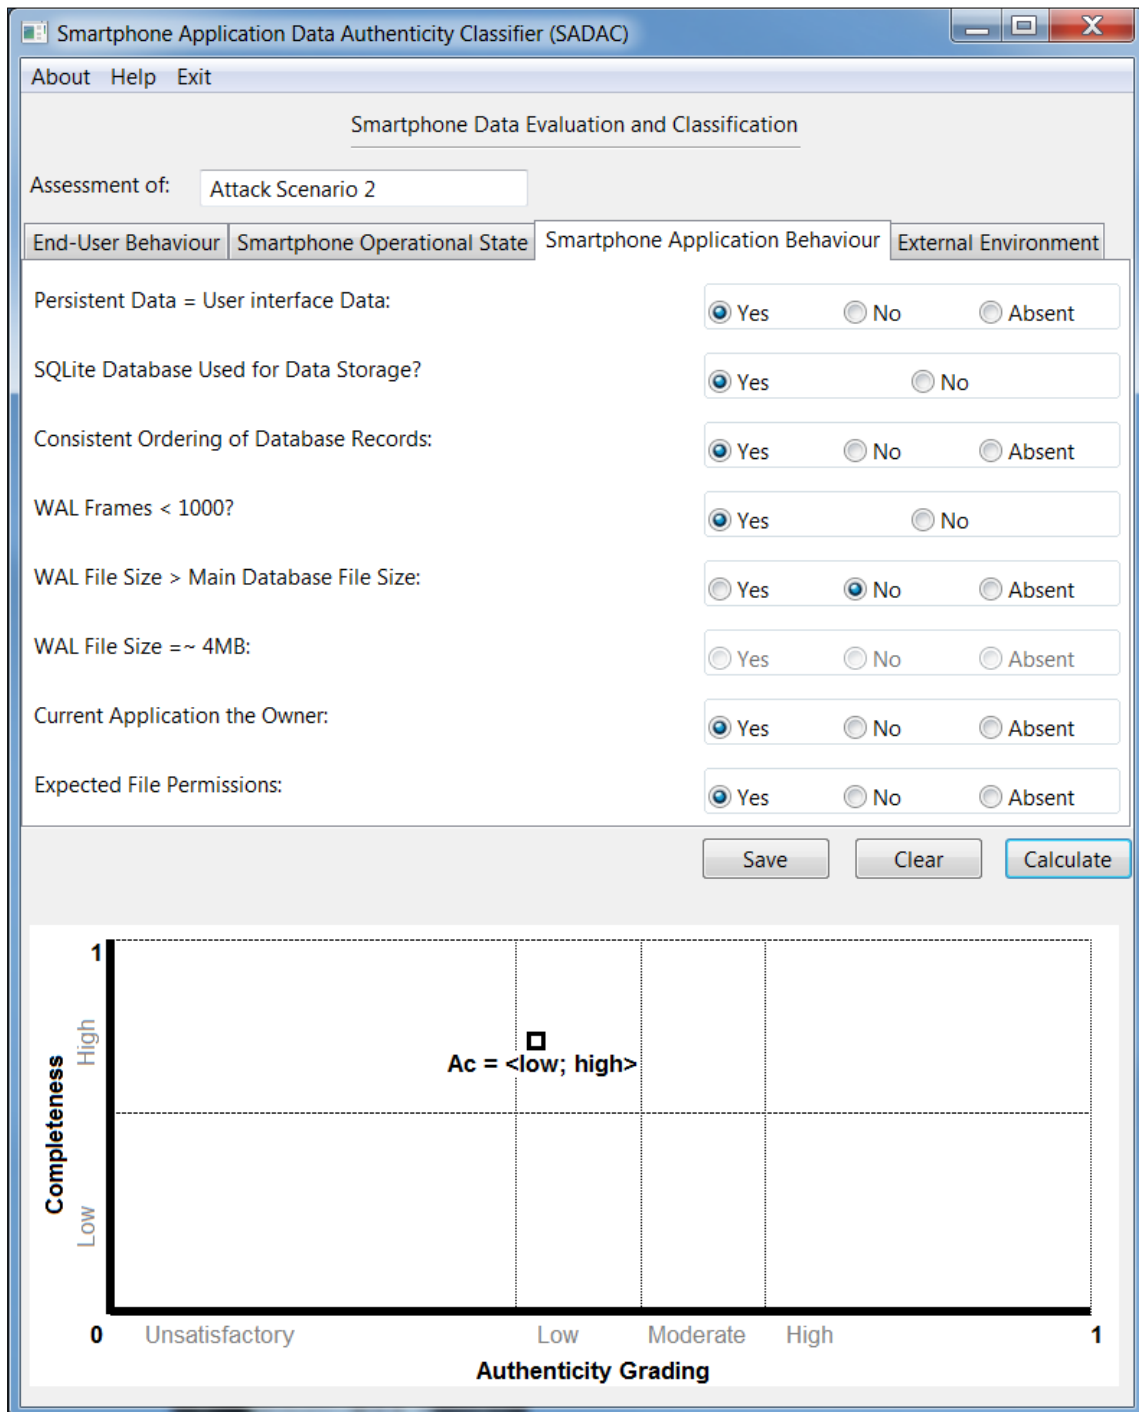 Smartphone Application Data Authenticity Classifier (SADAC)
About Help Exit
Smartphone Data Evaluation and Classification
Assessment of: Attack Scenario 2
End-User Behaviour Smartphone Operational State Smartphone Application Behaviour External Environment
Persistent Data = User interface Data: Yes No Absent
SQLite Database Used for Data Storage? Yes No
Consistent Ordering of Database Records: Yes No Absent
WAL Frames < 1000? Yes No
WAL File Size > Main Database File Size: Yes No Absent
WAL File Size =~ 4MB: Yes No Absent
Current Application the Owner: Yes No Absent
Expected File Permissions: Yes No Absent
Save Clear Calculate
1
High
Ac = <low; high>
Completeness
Low
0 Unsatisfactory Low Moderate High 1
Authenticity Grading